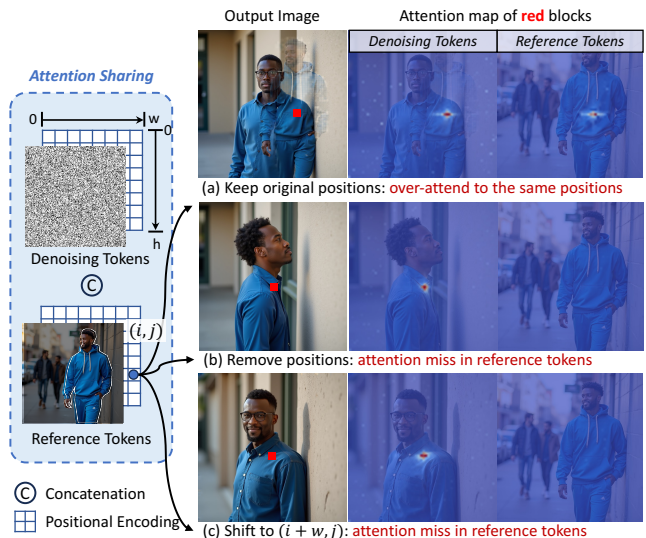 Output Image
Attention map of red blocks
Denoising Tokens
Reference Tokens
Attention Sharing
0
w
0
h
Denoising Tokens
C
(i, j)
Reference Tokens
C Concatenation
Positional Encoding
(a) Keep original positions: over-attend to the same positions
(b) Remove positions: attention miss in reference tokens
(c) Shift to (i + w, j): attention miss in reference tokens